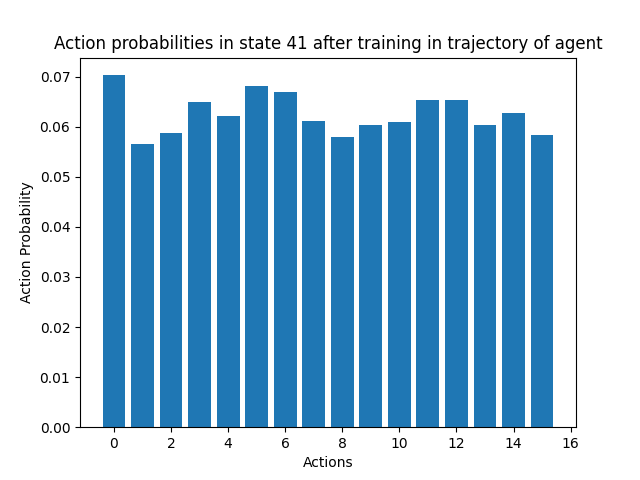 Action probabilities in state 41 after training in trajectory of agent
0.07
0.06
0.05
0.04
0.03
0.02
0.01
0.00
Action Probability
0 2 4 6 8 10 12 14 16
Actions